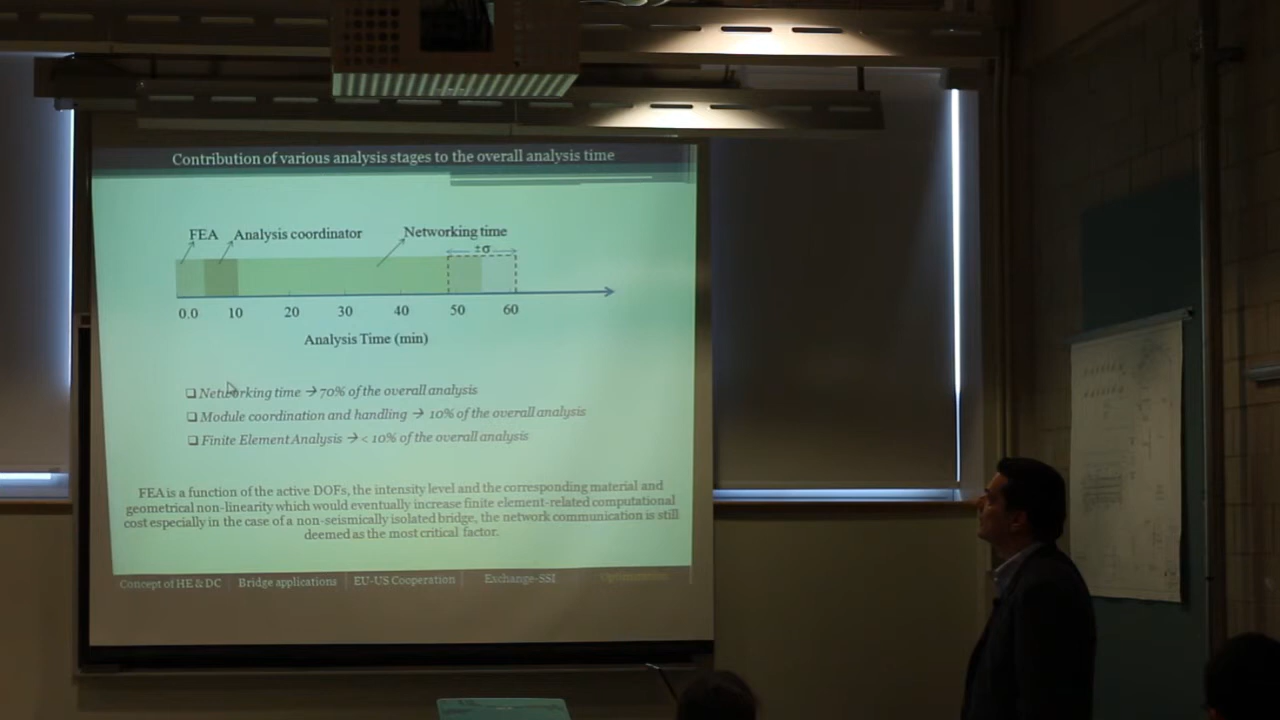 Contribution of various analysis stages to the overall analysis time
FEA Analysis coordinator Networking time
±σ
0.0 10 20 30 40 50 60
Analysis Time (min)
❑ Networking time → 70% of the overall analysis
❑ Module coordination and handling → 10% of the overall analysis
❑ Finite Element Analysis → < 10% of the overall analysis
FEA is a function of the active DOFs, the intensity level and the corresponding material and
geometrical non-linearity which would eventually increase finite element-related computational
cost especially in the case of a non-seismically isolated bridge, the network communication is still
deemed as the most critical factor.
Concept of HE & DC Bridge applications EU-US Cooperation Exchange-SSI